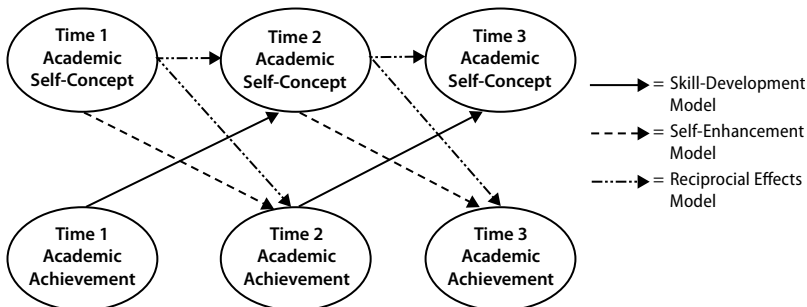 Time 1
Academic
Self-Concept
Time 2
Academic
Self-Concept
Time 3
Academic
Self-Concept
Time 1
Academic
Achievement
Time 2
Academic
Achievement
Time 3
Academic
Achievement
= Skill-Development
Model
= Self-Enhancement
Model
= Reciprocial Effects
Model